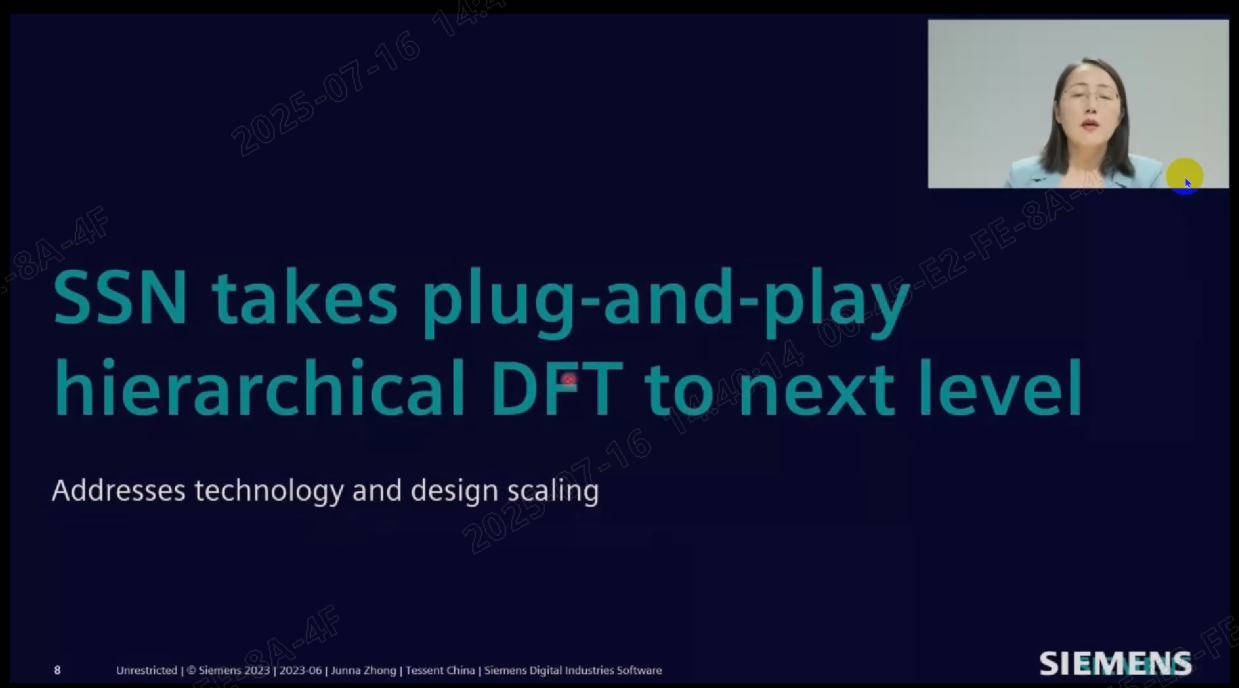 2025-07-16 14:4
SSN takes plug-and-play
hierarchical DFT to next level
Addresses technology and design scaling
-8A-4F
2025-07-16 14:40:14
E2-FE-8A-4F
8A-4F
8
Unrestricted | © Siemens 2023 | 2023-06 | Junna Zhong | Tessent China | Siemens Digital Industries Software
SIEMENS